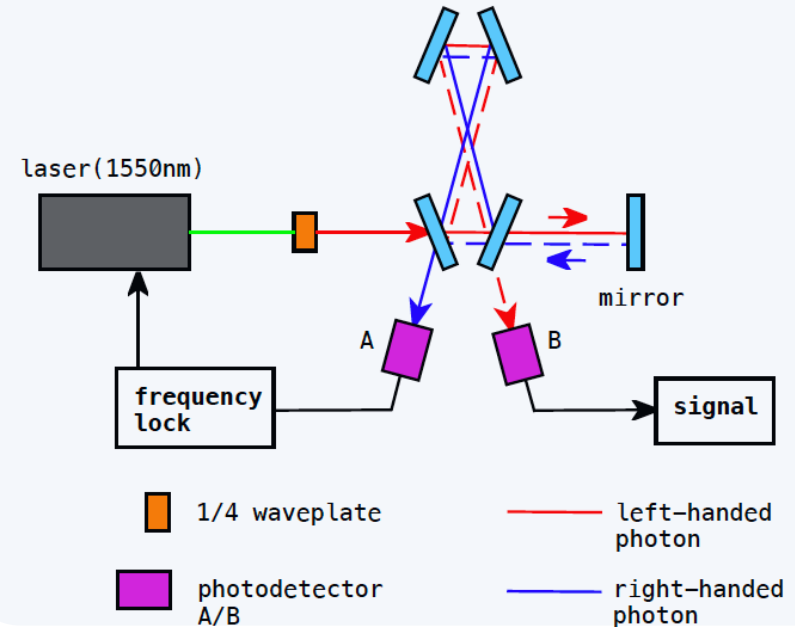 laser(1550nm)
mirror
A
B
frequency
lock
signal
1/4 waveplate
left-handed
photon
photodetector
A/B
right-handed
photon